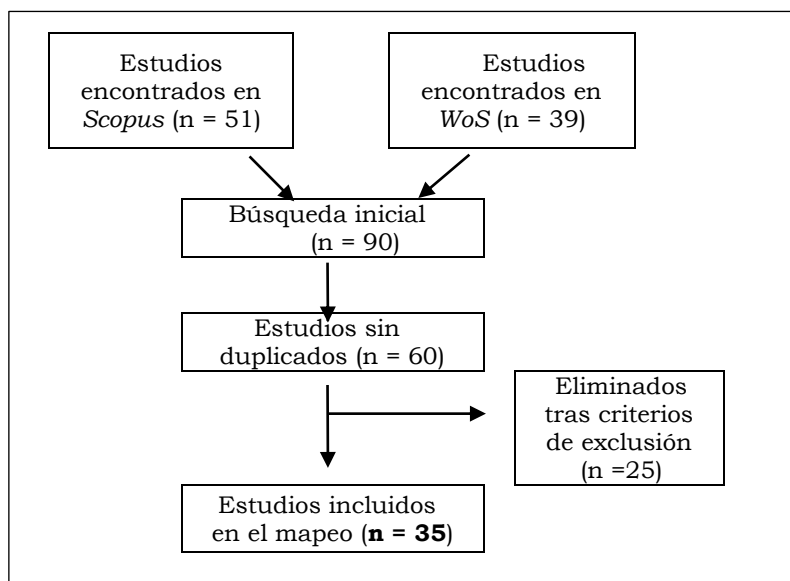 Estudios
encontrados en
Scopus (n = 51)
Estudios
encontrados en
WoS (n = 39)
Búsqueda inicial
(n = 90)
Estudios sin
duplicados (n = 60)
Eliminados
tras criterios
de exclusión
(n =25)
Estudios incluidos
en el mapeo (n = 35)